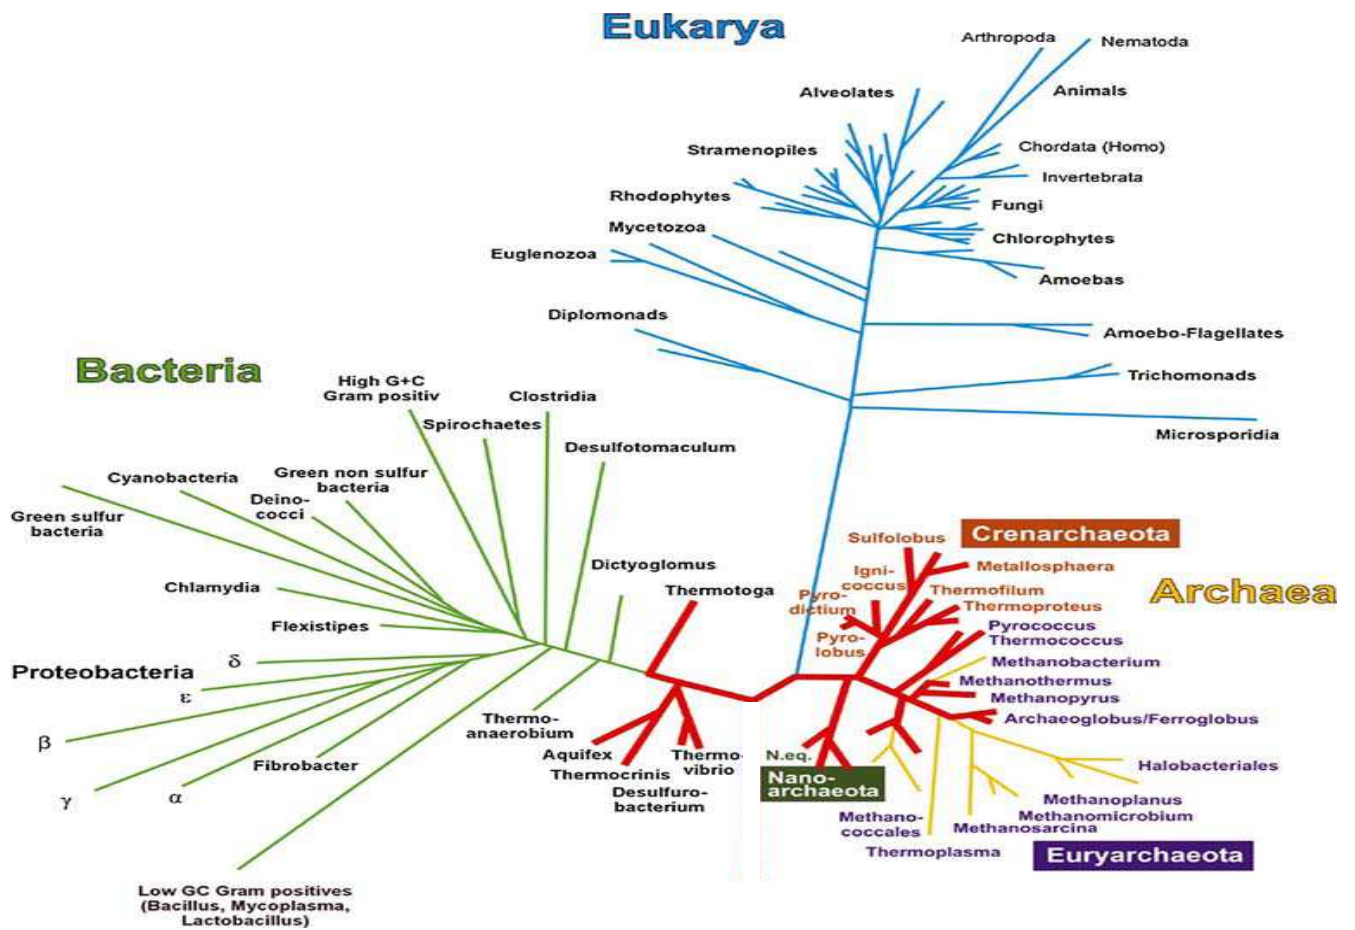 Eukarya
Arthropoda
Nematoda
Alveolates
Animals
Stramenopiles
Chordata (Homo)
Invertebrata
Rhodophytes
Fungi
Mycetozoa
Chlorophytes
Euglenozoa
Amoebas
Diplomonads
Amoebo-Flagellates
Trichomonads
Microsporidia
Bacteria
High G+C
Gram positiv
Clostridia
Spirochaetes
Desulfotomaculum
Cyanobacteria
Green non sulfur
bacteria
Deino-
cocci
Green sulfur
bacteria
Dictyoglomus
Thermotoga
Chlamydia
Flexistipes
Proteobacteria
δ
ε
β
γ
α
Fibrobacter
Thermo-
anaerobium
Aquifex
Thermocrinis
Thermo-
vibrio
Desulfuro-
bacterium
Low GC Gram positives
(Bacillus, Mycoplasma,
Lactobacillus)
Archaea
Crenarchaeota
Sulfolobus
Metallosphaera
Igni-
coccus
Thermofilum
Pyro-
dictium
Thermoproteus
Pyro-
lobus
Pyrococcus
Thermococcus
Methanobacterium
Methanothermus
Methanopyrus
Archaeoglobus/Ferroglobus
N.eq.
Nano-
archaeota
Halobacteriales
Methanoplanus
Methanomicrobium
Methanosarcina
Methano-
coccales
Thermoplasma
Euryarchaeota